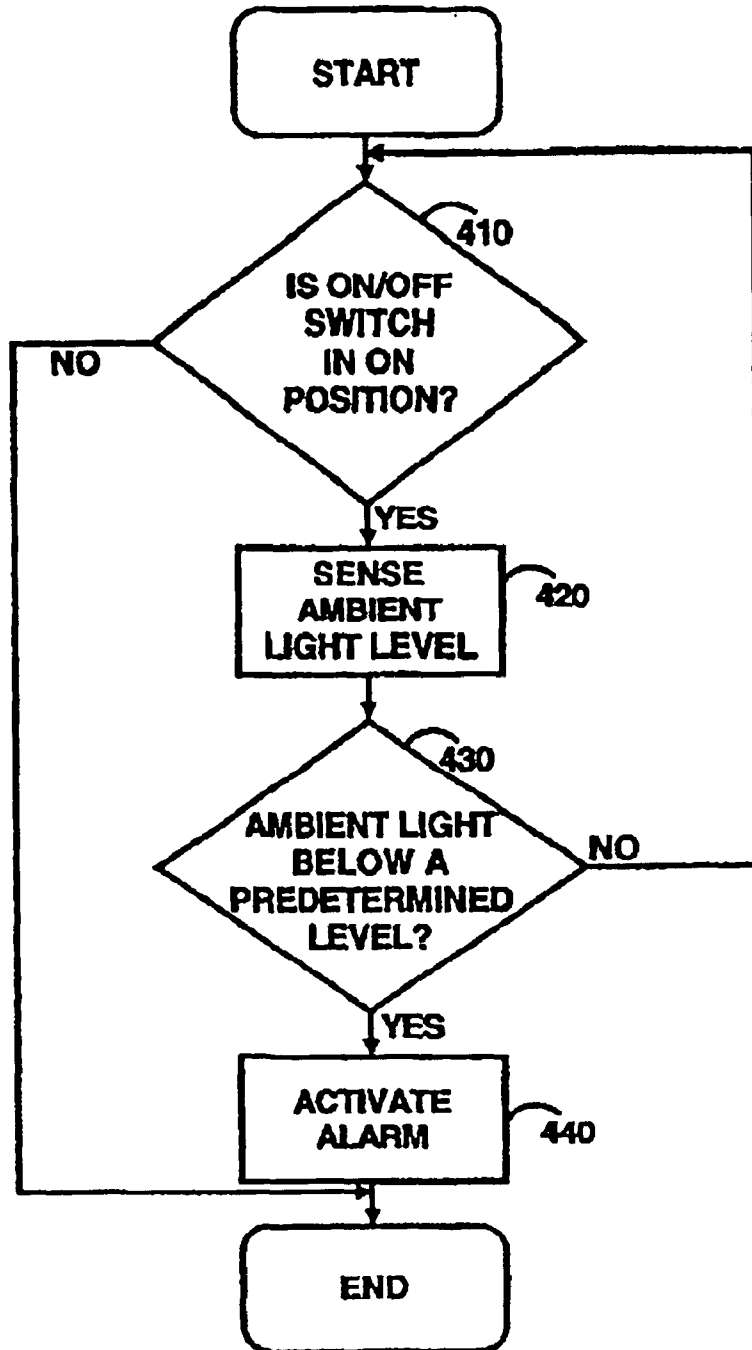 START
410
IS ON/OFF
SWITCH
IN ON
POSITION?
NO
YES
SENSE
AMBIENT
LIGHT LEVEL
420
430
AMBIENT LIGHT
BELOW A
PREDETERMINED
LEVEL?
NO
YES
ACTIVATE
ALARM
440
END